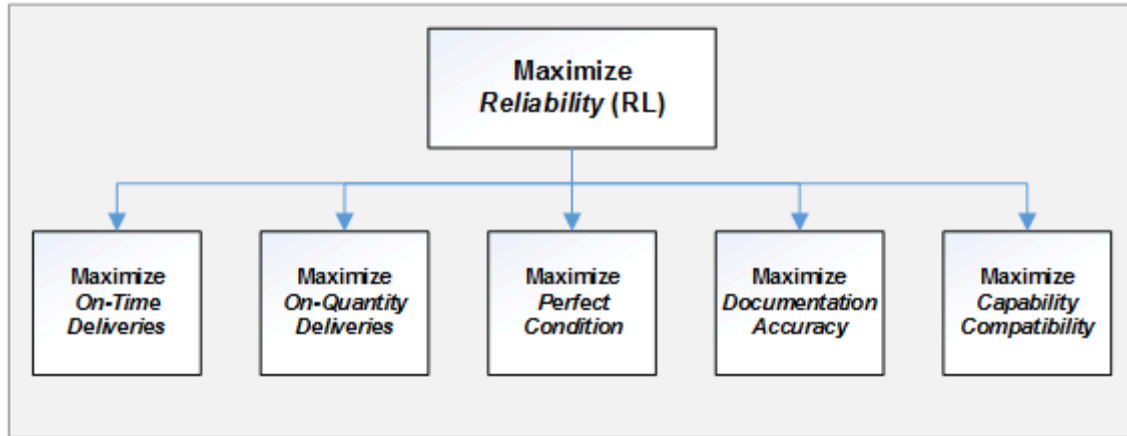 Maximize
Reliability (RL)
Maximize
On-Time
Deliveries
Maximize
On-Quantity
Deliveries
Maximize
Perfect
Condition
Maximize
Documentation
Accuracy
Maximize
Capability
Compatibility